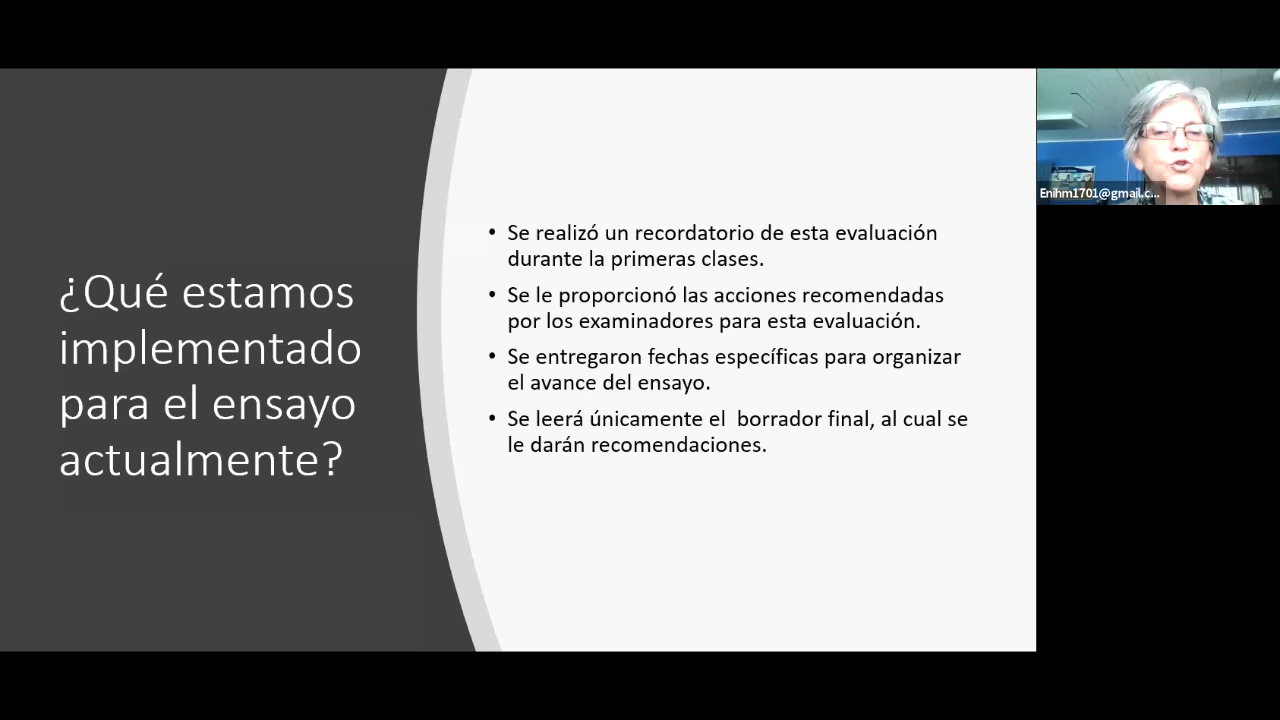 ¿Qué estamos
implementado
para el ensayo
actualmente?
• Se realizó un recordatorio de esta evaluación
durante la primeras clases.
• Se le proporcionó las acciones recomendadas
por los examinadores para esta evaluación.
• Se entregaron fechas específicas para organizar
el avance del ensayo.
• Se leerá únicamente el  borrador final, al cual se
le darán recomendaciones.
Enihm1701@gmail.c...